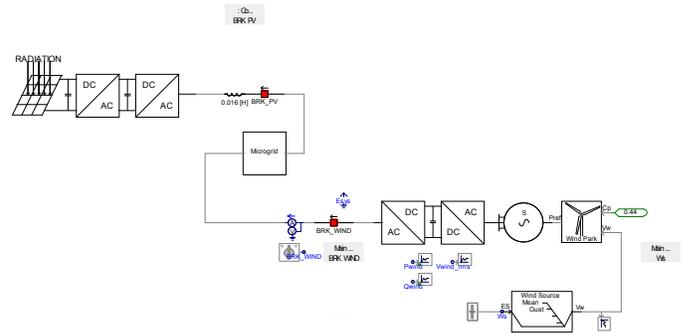 : Co...
BRK PV
RADIATION
DC
AC
DC
AC
0.016 [H]
BRK_PV
Microgrid
Esys
A
V
BRK_WIND
BRK_WIND
Main...
BRK WIND
DC
AC
AC
DC
S
Pref
Wind Park
Cp
0.44
Vw
Pwind
Vwind_rms
Qwind
Main...
Ws
ES
Ws
Wind Source
Mean
Gust
Vw